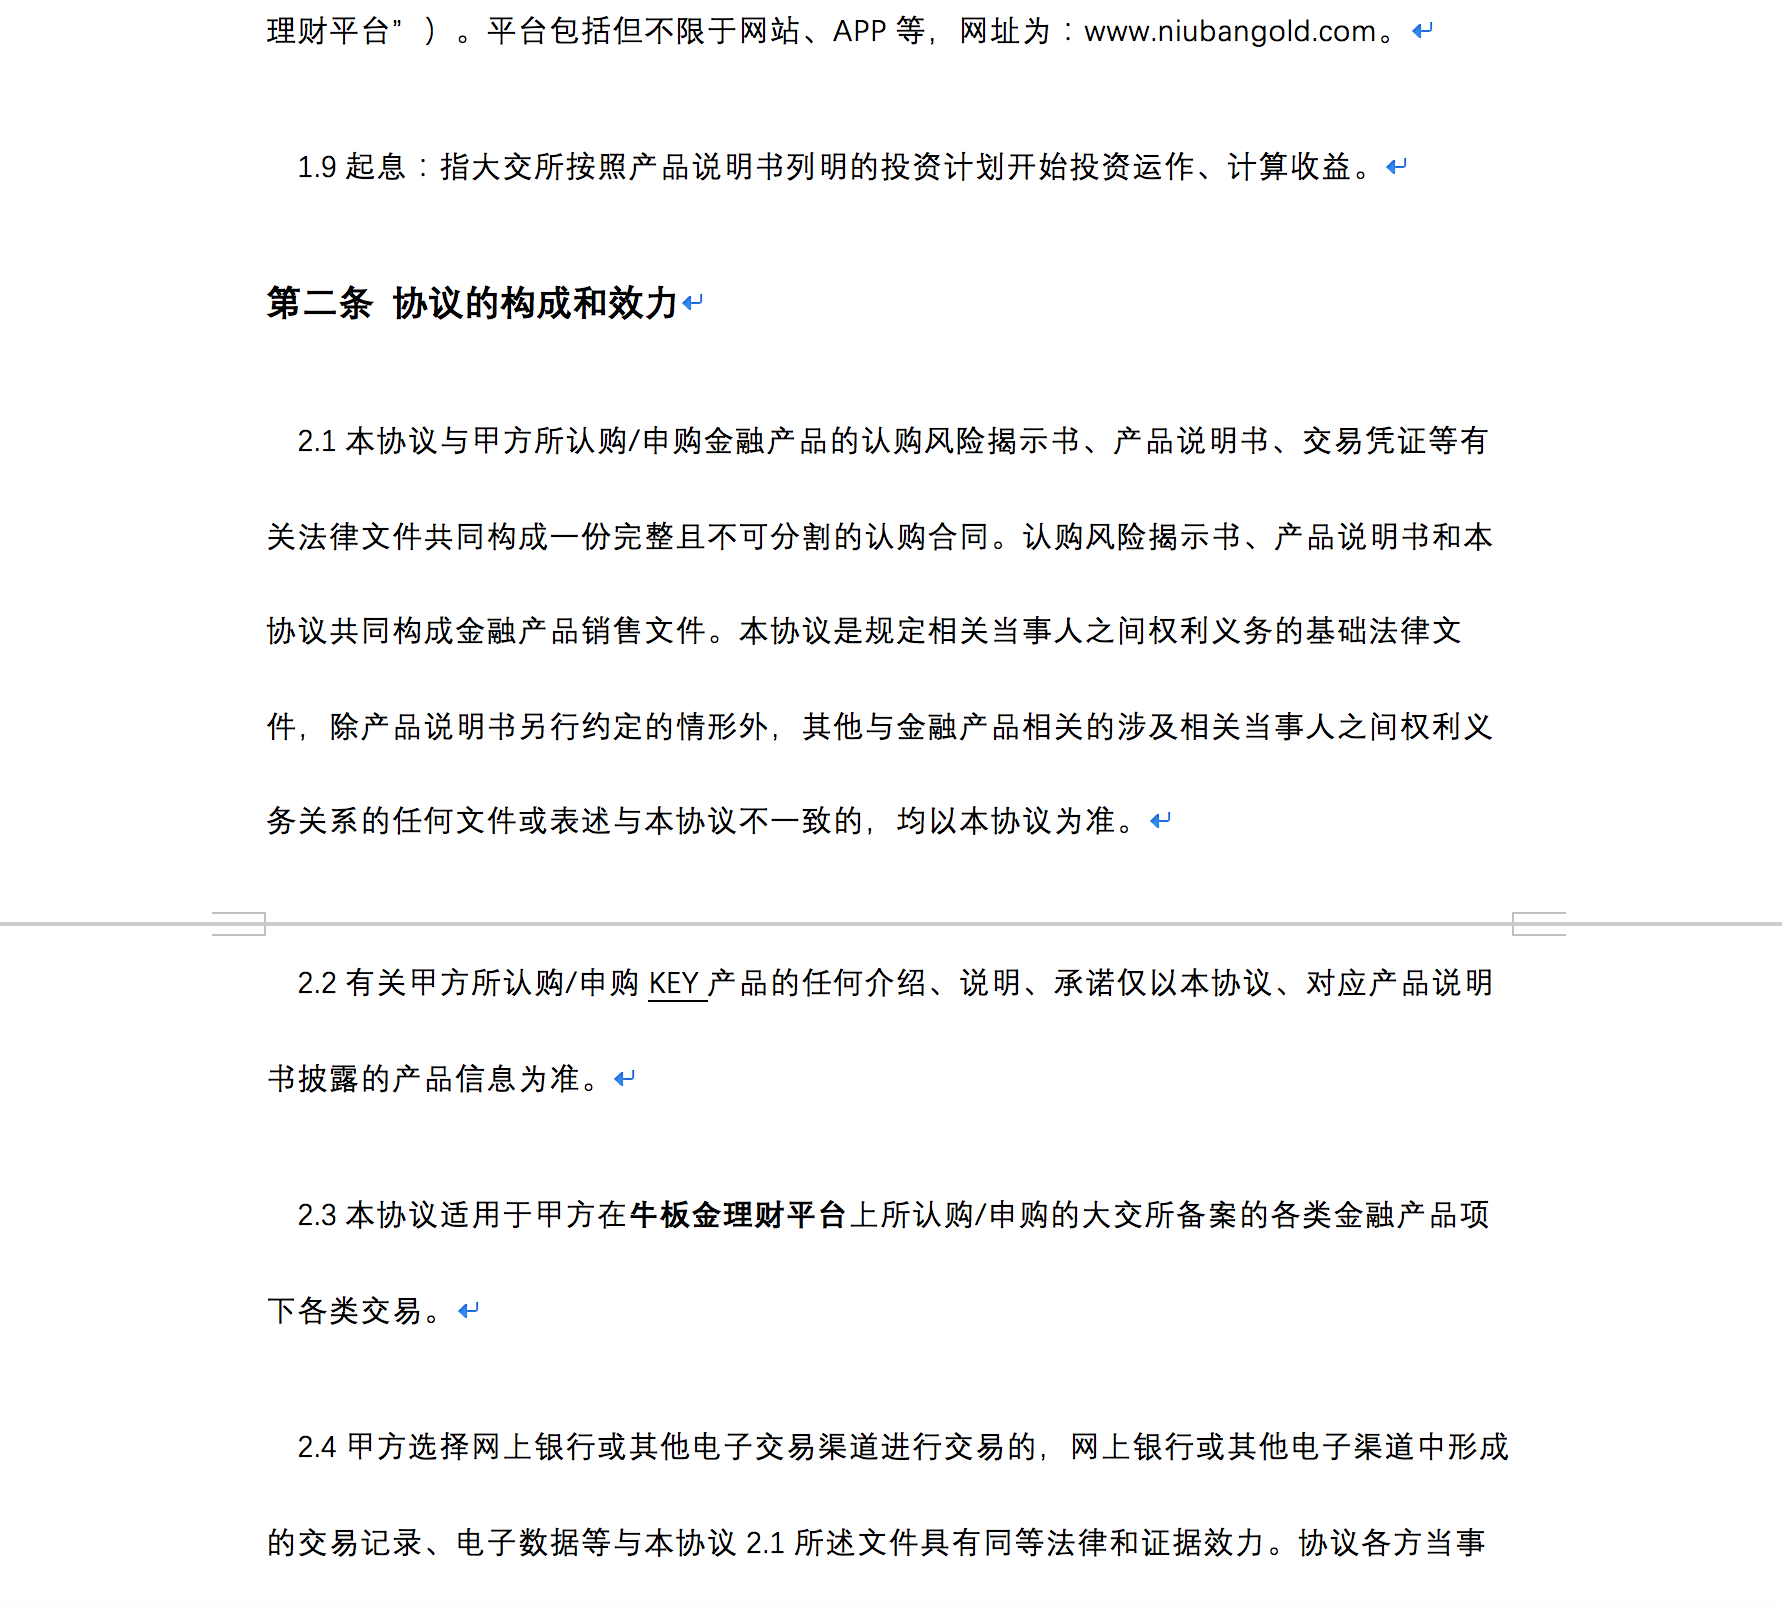 理财平台”）。平台包括但不限于网站、APP 等，网址为：www.niubangold.com。
1.9 起息：指大交所按照产品说明书列明的投资计划开始投资运作、计算收益。
第二条 协议的构成和效力
2.1 本协议与甲方所认购/申购金融产品的认购风险揭示书、产品说明书、交易凭证等有
关法律文件共同构成一份完整且不可分割的认购合同。认购风险揭示书、产品说明书和本
协议共同构成金融产品销售文件。本协议是规定相关当事人之间权利义务的基础法律文
件，除产品说明书另行约定的情形外，其他与金融产品相关的涉及相关当事人之间权利义
务关系的任何文件或表述与本协议不一致的，均以本协议为准。
2.2 有关甲方所认购/申购 KEY 产品的任何介绍、说明、承诺仅以本协议、对应产品说明
书披露的产品信息为准。
2.3 本协议适用于甲方在牛板金理财平台上所认购/申购的大交所备案的各类金融产品项
下各类交易。
2.4 甲方选择网上银行或其他电子交易渠道进行交易的，网上银行或其他电子渠道中形成
的交易记录、电子数据等与本协议 2.1 所述文件具有同等法律和证据效力。协议各方当事